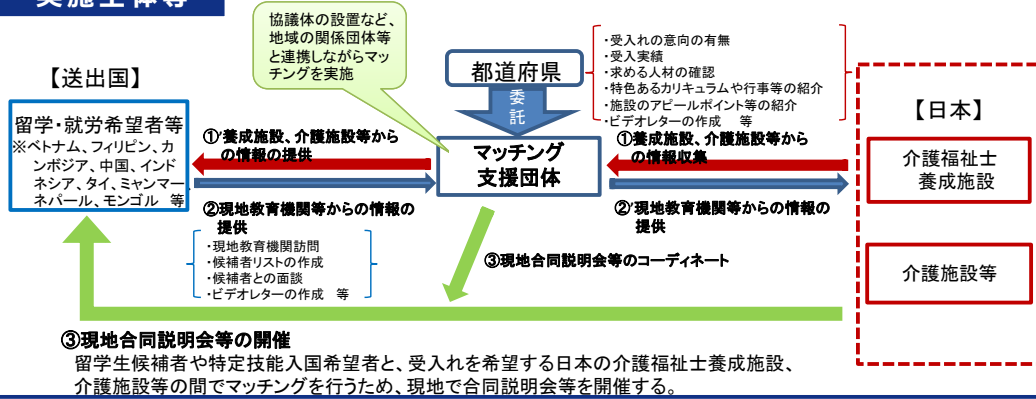 実施主体等
協議体の設置など、
地域の関係団体等
と連携しながらマッ
チングを実施
都道府県
委
託
・受入れの意向の有無
・受入実績
・求める人材の確認
・特色あるカリキュラムや行事等の紹介
・施設のアピールポイント等の紹介
・ビデオレターの作成　等
【送出国】
留学・就労希望者等
※ベトナム、フィリピン、カ
ンボジア、中国、インド
ネシア、タイ、ミャンマー、
ネパール、モンゴル　等
①'養成施設、介護施設等から
の情報の提供
マッチング
支援団体
①養成施設、介護施設等から
の情報収集
【日本】
介護福祉士
養成施設
介護施設等
②現地教育機関等からの情報の
提供
・現地教育機関訪問
・候補者リストの作成
・候補者との面談
・ビデオレターの作成　等
②'現地教育機関等からの情報の
提供
③現地合同説明会等のコーディネート
③現地合同説明会等の開催
留学生候補者や特定技能入国希望者と、受入れを希望する日本の介護福祉士養成施設、
介護施設等の間でマッチングを行うため、現地で合同説明会等を開催する。